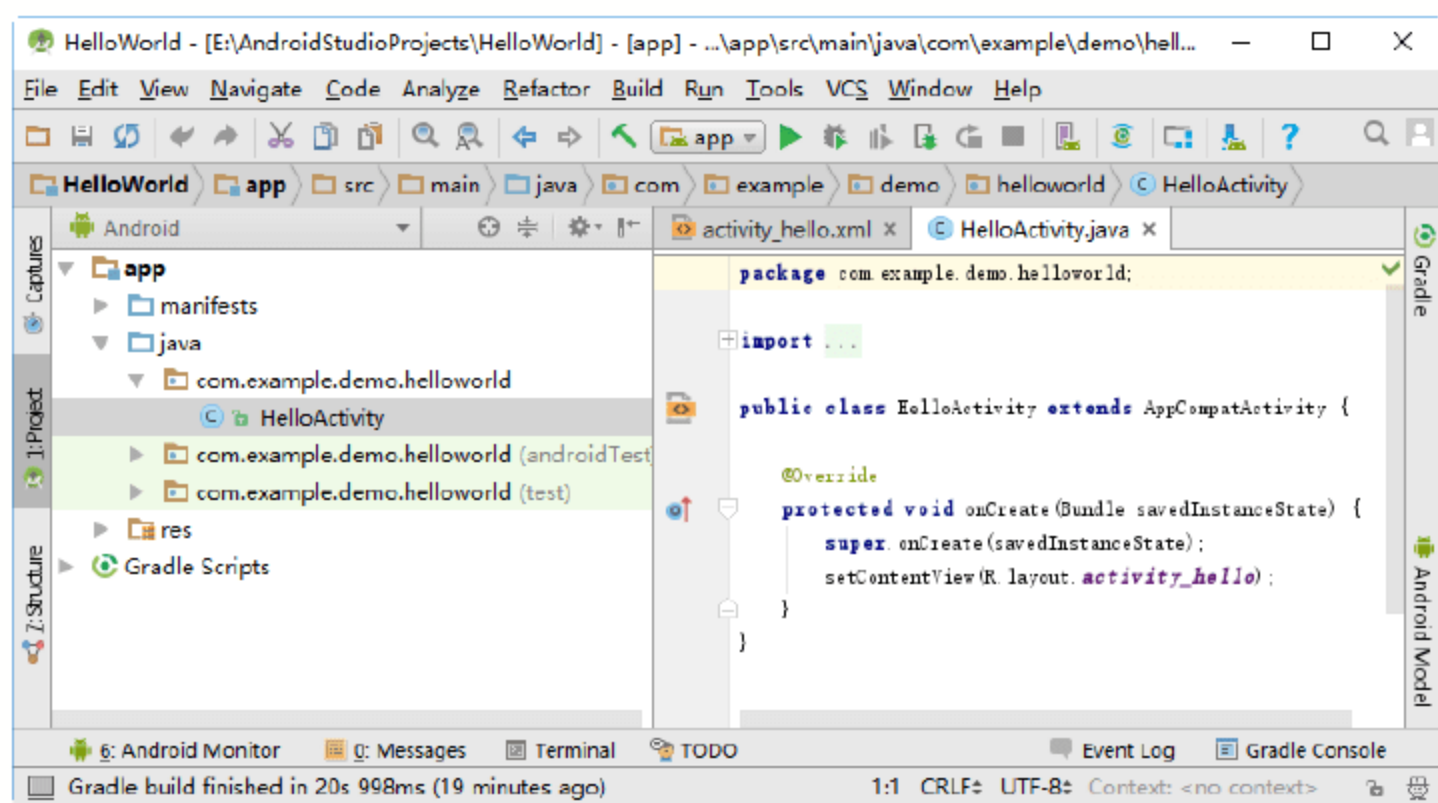 HelloWorld - [E:\AndroidStudioProjects\HelloWorld] - [app] - ...\app\src\main\java\com\example\demo\hell...
File Edit View Navigate Code Analyze Refactor Build Run Tools VCS Window Help
app
HelloWorld app src main java com example demo helloworld HelloActivity
Android
activity_hello.xml HelloActivity.java
Captures
1: Project
7: Structure
app
manifests
java
com.example.demo.helloworld
HelloActivity
com.example.demo.helloworld (androidTest)
com.example.demo.helloworld (test)
res
Gradle Scripts
package com.example.demo.helloworld;
import ...
public class HelloActivity extends AppCompatActivity {
@Override
protected void onCreate(Bundle savedInstanceState) {
super.onCreate(savedInstanceState);
setContentView(R.layout.activity_hello);
}
}
Gradle
Android Model
6: Android Monitor 0: Messages Terminal TODO Event Log Gradle Console
Gradle build finished in 20s 998ms (19 minutes ago) 1:1 CRLF UTF-8 Context: <no context>